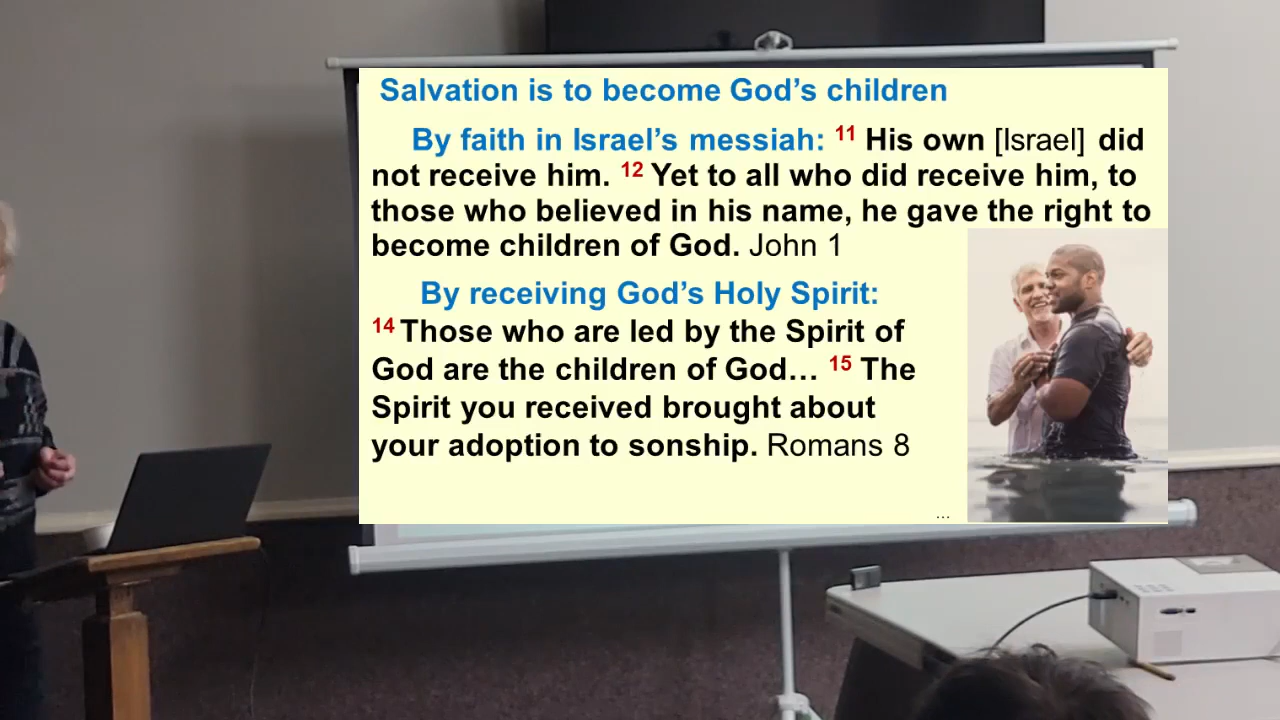 Salvation is to become God’s children
By faith in Israel’s messiah: 11 His own [Israel] did
not receive him. 12 Yet to all who did receive him, to
those who believed in his name, he gave the right to
become children of God. John 1
By receiving God’s Holy Spirit:
14 Those who are led by the Spirit of
God are the children of God… 15 The
Spirit you received brought about
your adoption to sonship. Romans 8
...